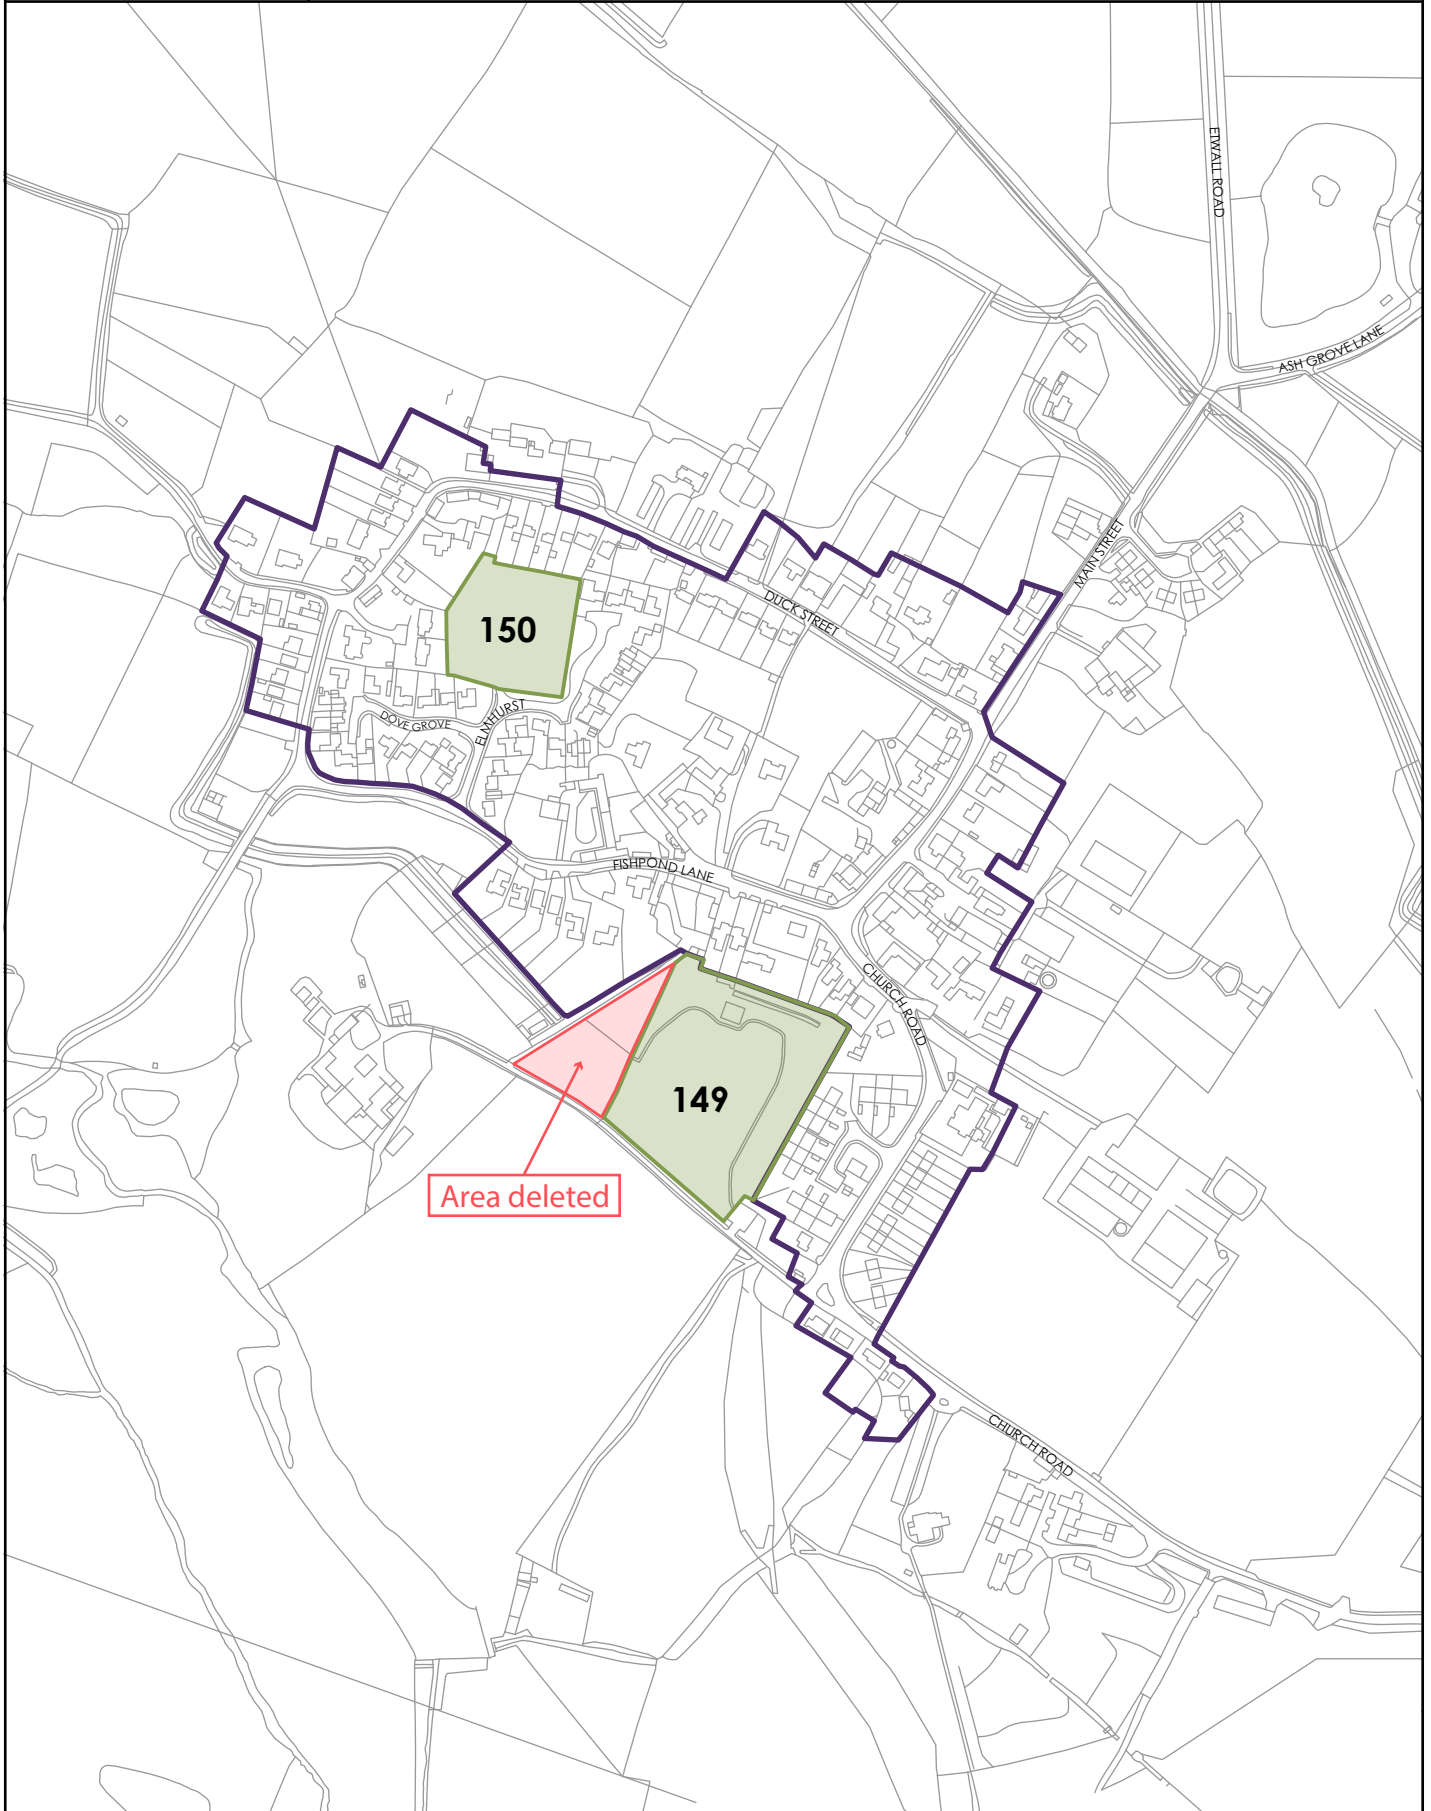 ETWALL ROAD
ASH GROVE LANE
MAIN STREET
DUCK STREET
150
DOVE GROVE
ELMHURST
FISHPOND LANE
CHURCH ROAD
149
Area deleted
CHURCH ROAD